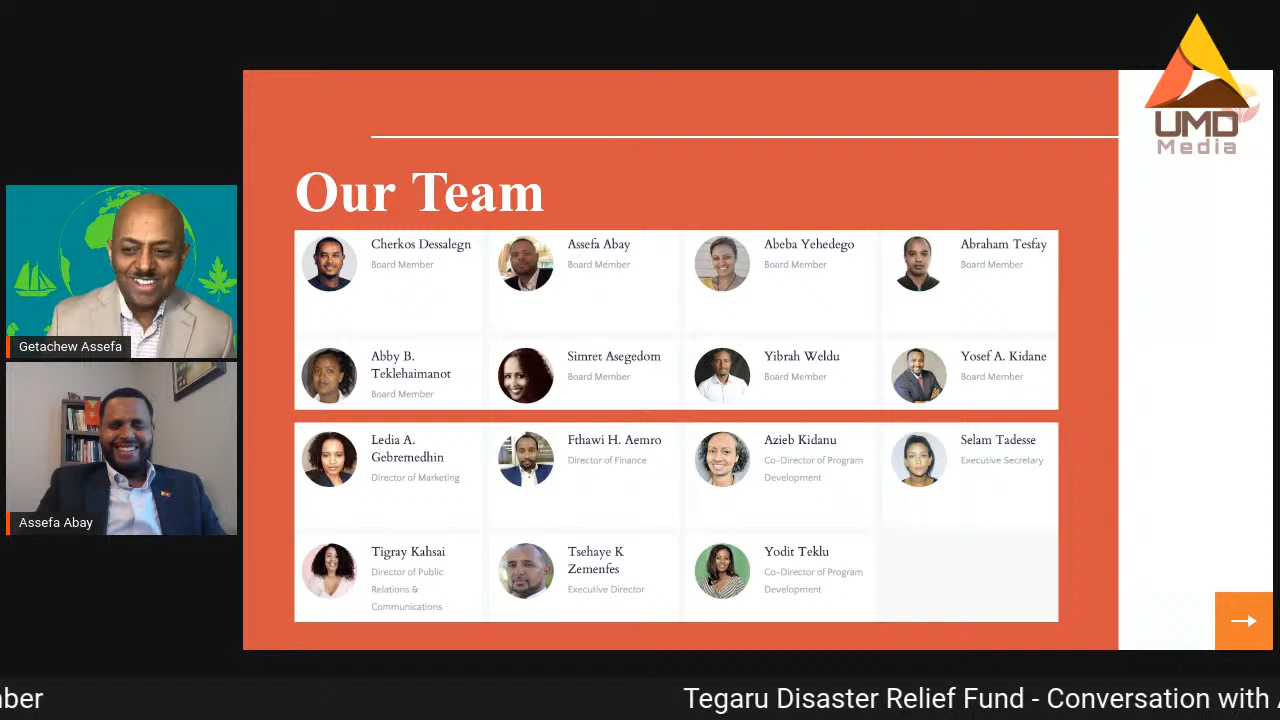 UMD
Media
Our Team
Cherkos Dessalegn
Board Member
Assefa Abay
Board Member
Abeba Yehedego
Board Member
Abraham Tesfay
Board Member
Abby B.
Teklehaimanot
Board Member
Simret Asegedom
Board Member
Yibrah Weldu
Board Member
Yosef A. Kidane
Board Member
Ledia A.
Gebremedhin
Director of Marketing
Fthawi H. Aemro
Director of Finance
Azieb Kidanu
Co-Director of Program
Development
Selam Tadesse
Executive Secretary
Tigray Kahsai
Director of Public
Relations &
Communications
Tsehaye K
Zemenfes
Executive Director
Yodit Teklu
Co-Director of Program
Development
Getachew Assefa
Assefa Abay
nber
Tegaru Disaster Relief Fund - Conversation with